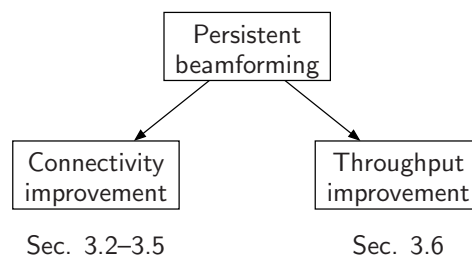 Persistent
beamforming
Connectivity
improvement
Throughput
improvement
Sec. 3.2–3.5
Sec. 3.6